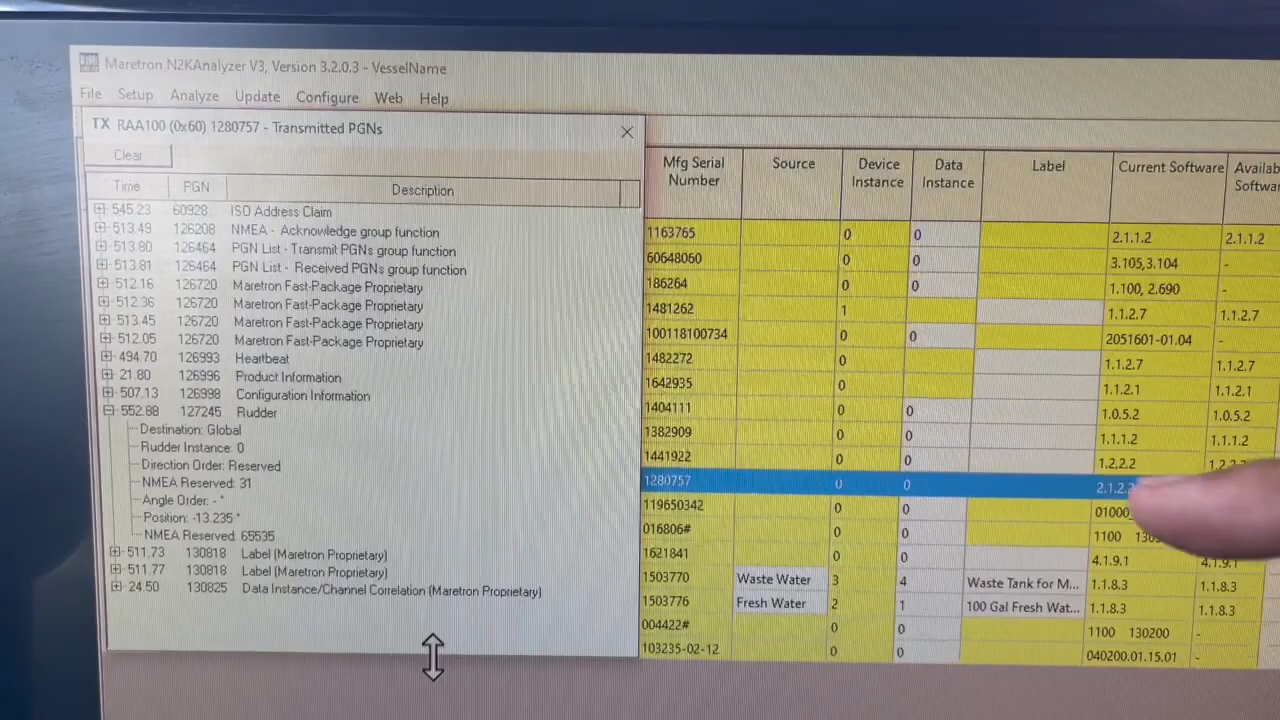 Maretron N2KAnalyzer V3, Version 3.2.0.3 - VesselName
File Setup Analyze Update Configure Web Help
TX RAA100 (0x60) 1280757 - Transmitted PGNs
Clear
Time PGN Description
545.23 60928 ISO Address Claim
513.49 126208 NMEA - Acknowledge group function
513.80 126464 PGN List - Transmit PGNs group function
513.81 126464 PGN List - Received PGNs group function
512.16 126720 Maretron Fast-Package Proprietary
512.36 126720 Maretron Fast-Package Proprietary
513.45 126720 Maretron Fast-Package Proprietary
512.05 126720 Maretron Fast-Package Proprietary
494.70 126993 Heartbeat
21.80 126996 Product Information
507.13 126998 Configuration Information
552.88 127245 Rudder
Destination: Global
Rudder Instance: 0
Direction Order: Reserved
NMEA Reserved: 31
Angle Order: - °
Position: -13.235 °
NMEA Reserved: 65535
511.73 130818 Label (Maretron Proprietary)
511.77 130818 Label (Maretron Proprietary)
24.50 130825 Data Instance/Channel Correlation (Maretron Proprietary)
Mfg Serial Number Source Device Instance Data Instance Label Current Software Availab Softwa
1163765 0 0 2.1.1.2 2.1.1.2
60648060 0 0 3.105,3.104 -
186264 0 0 1.100, 2.690 -
1481262 1 1.1.2.7 1.1.2.7
100118100734 0 0 2051601-01.04 -
1482272 0 1.1.2.7 1.1.2.7
1642935 0 1.1.2.1 1.1.2.1
1404111 0 0 1.0.5.2 1.0.5.2
1382909 0 0 1.1.1.2 1.1.1.2
1441922 0 0 1.2.2.2
1280757 0 0 2.1.2.2
119650342 0 0 01000
016806# 0 0 1100
1621841 0 0 4.1.9.1 4.1.9.1
1503770 Waste Water 3 4 Waste Tank for M... 1.1.8.3 1.1.8.3
1503776 Fresh Water 2 1 100 Gal Fresh Wat... 1.1.8.3 1.1.8.3
004422# 0 0 1100 130200 -
103235-02-12 0 0 040200.01.15.01 -